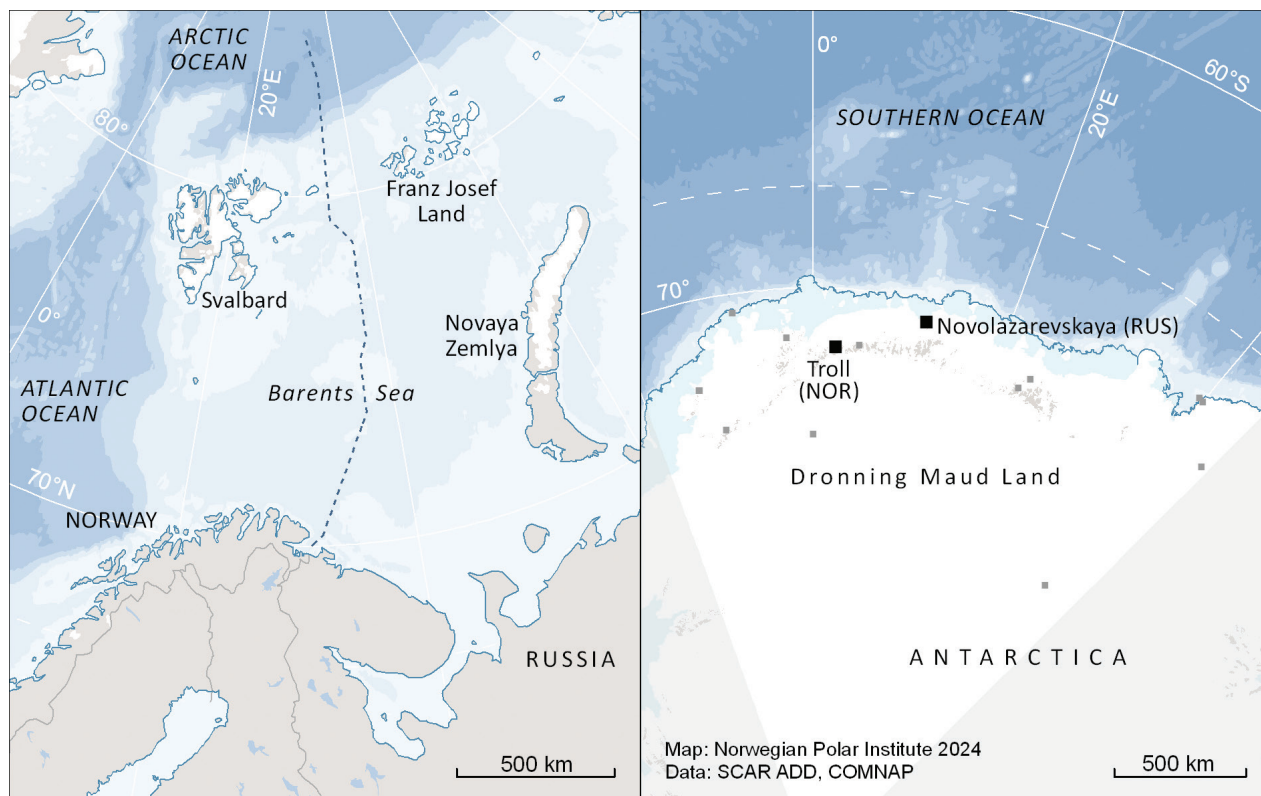 ARCTIC
OCEAN
20°E
80°
Franz Josef
Land
Svalbard
0°
Novaya
Zemlya
ATLANTIC
OCEAN
Barents Sea
70°N
NORWAY
RUSSIA
500 km
0°
60°S
20°E
SOUTHERN OCEAN
70°
Novolazarevskaya (RUS)
Troll
(NOR)
Dronning Maud Land
ANTARCTICA
Map: Norwegian Polar Institute 2024
Data: SCAR ADD, COMNAP
500 km